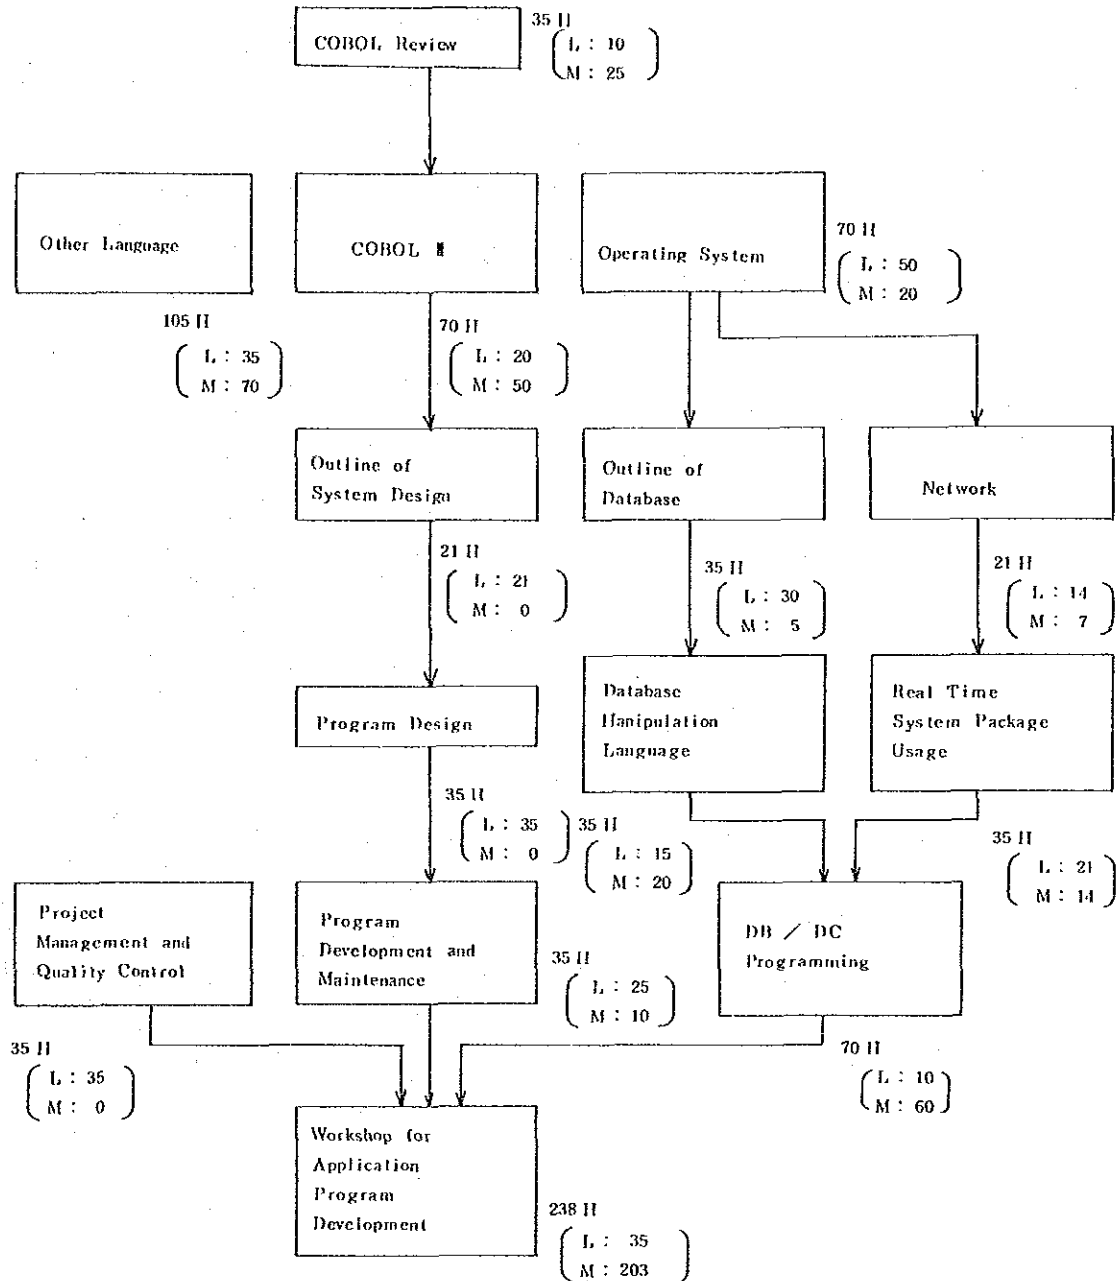 COBOL Review
35 H
L : 10
M : 25
Other Language
105 H
L : 35
M : 70
COBOL
70 H
L : 20
M : 50
Operating System
70 H
L : 50
M : 20
Outline of
System Design
21 H
L : 21
M : 0
Outline of
Database
35 H
L : 30
M : 5
Network
21 H
L : 14
M : 7
Program Design
35 H
L : 35
M : 0
Database
Manipulation
Language
35 H
L : 15
M : 20
Real Time
System Package
Usage
35 H
L : 21
M : 14
Project
Management and
Quality Control
35 H
L : 35
M : 0
Program
Development and
Maintenance
35 H
L : 25
M : 10
DB / DC
Programming
70 H
L : 10
M : 60
Workshop for
Application
Program
Development
238 H
L : 35
M : 203